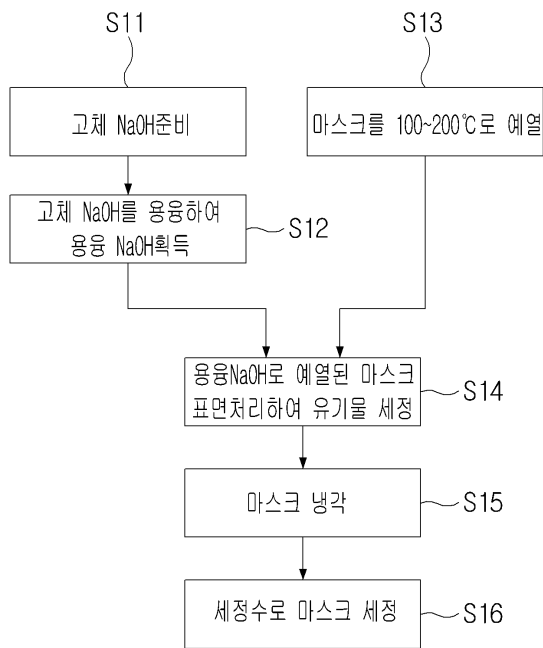 S11
S13
고체 NaOH준비
마스크를 100~200℃로 예열
고체 NaOH를 용융하여
용융 NaOH획득
S12
용융NaOH로 예열된 마스크
표면처리하여 유기물 세정
S14
마스크 냉각
S15
세정수로 마스크 세정
S16